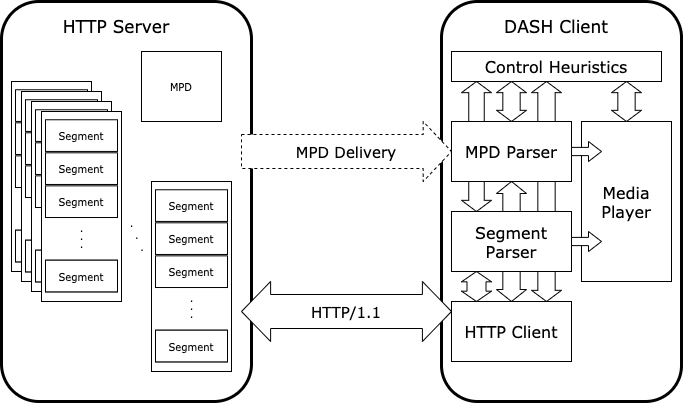 HTTP Server
MPD
Segment
Segment
Segment
Segment
Segment
Segment
Segment
Segment
MPD Delivery
HTTP/1.1
DASH Client
Control Heuristics
MPD Parser
Media
Player
Segment
Parser
HTTP Client